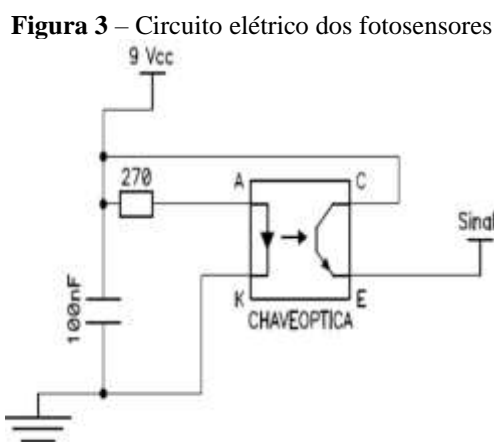 Figura 3 – Circuito elétrico dos fotosensores
9 Vcc
270
A
C
Sinal
100nF
K
E
CHAVEOPTICA